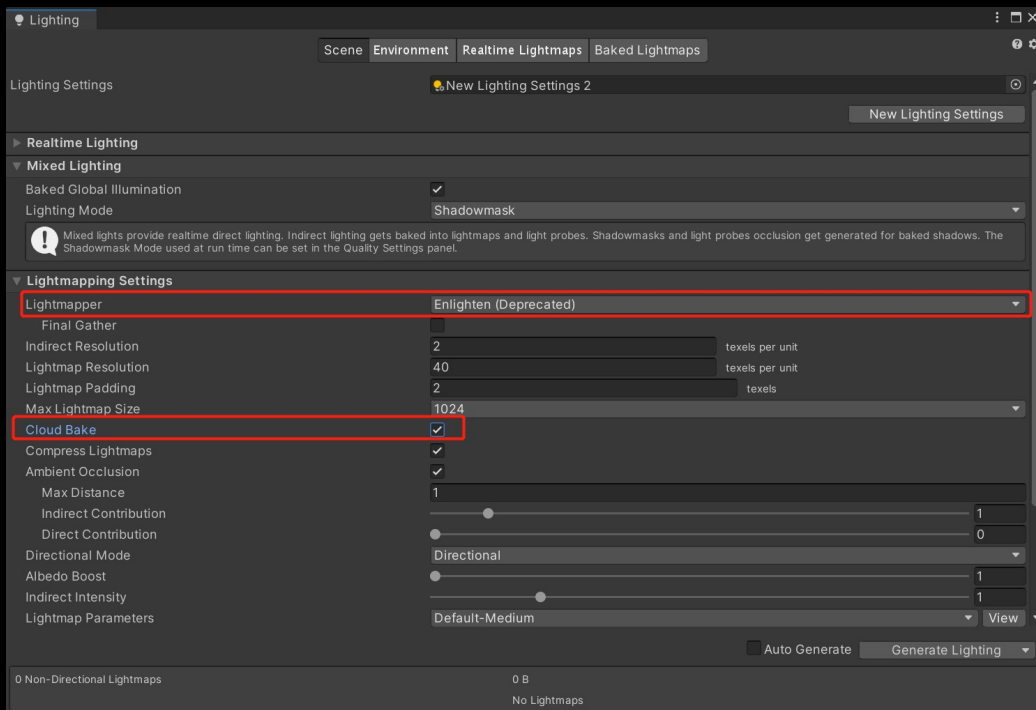 Lighting
Scene Environment Realtime Lightmaps Baked Lightmaps
Lighting Settings New Lighting Settings 2
New Lighting Settings
Realtime Lighting
Mixed Lighting
Baked Global Illumination
Lighting Mode Shadowmask
Mixed lights provide realtime direct lighting. Indirect lighting gets baked into lightmaps and light probes. Shadowmasks and light probes occlusion get generated for baked shadows. The
Shadowmask Mode used at run time can be set in the Quality Settings panel.
Lightmapping Settings
Lightmapper Enlighten (Deprecated)
Final Gather
Indirect Resolution 2 texels per unit
Lightmap Resolution 40 texels per unit
Lightmap Padding 2 texels
Max Lightmap Size 1024
Cloud Bake
Compress Lightmaps
Ambient Occlusion
Max Distance 1
Indirect Contribution 1
Direct Contribution 0
Directional Mode Directional
Albedo Boost 1
Indirect Intensity 1
Lightmap Parameters Default-Medium View
Auto Generate Generate Lighting
0 Non-Directional Lightmaps 0 B
No Lightmaps